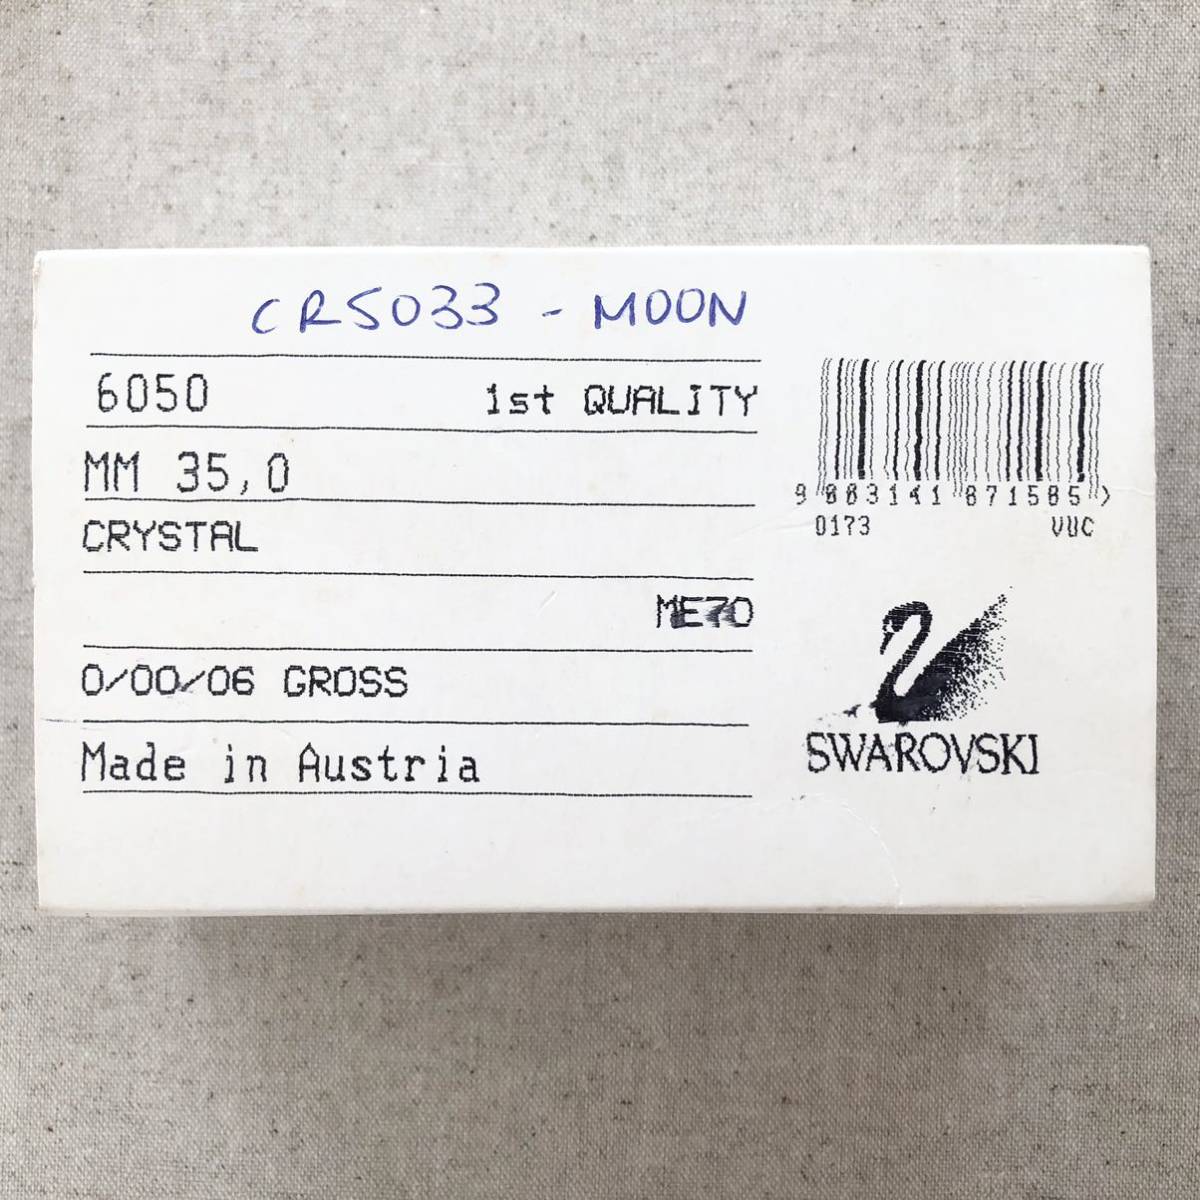 CR5033 - MOON
6050 1st QUALITY
MM 35,0
CRYSTAL
ME70
0/00/06 GROSS
Made in Austria
9 003141 871585 >
0173 VUC
SWAROVSKI